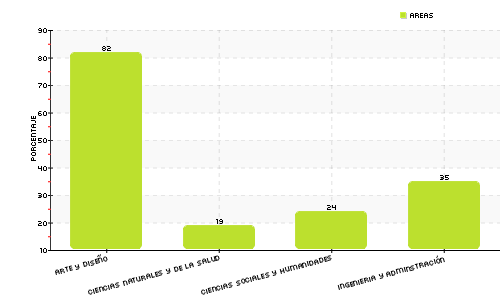 AREAS
PORCENTAJE
90
80
70
60
50
40
30
20
10
82
19
24
35
ARTE Y DISEÑO
CIENCIAS NATURALES Y DE LA SALUD
CIENCIAS SOCIALES Y HUMANIDADES
INGENIERIA Y ADMINSTRACIÓN